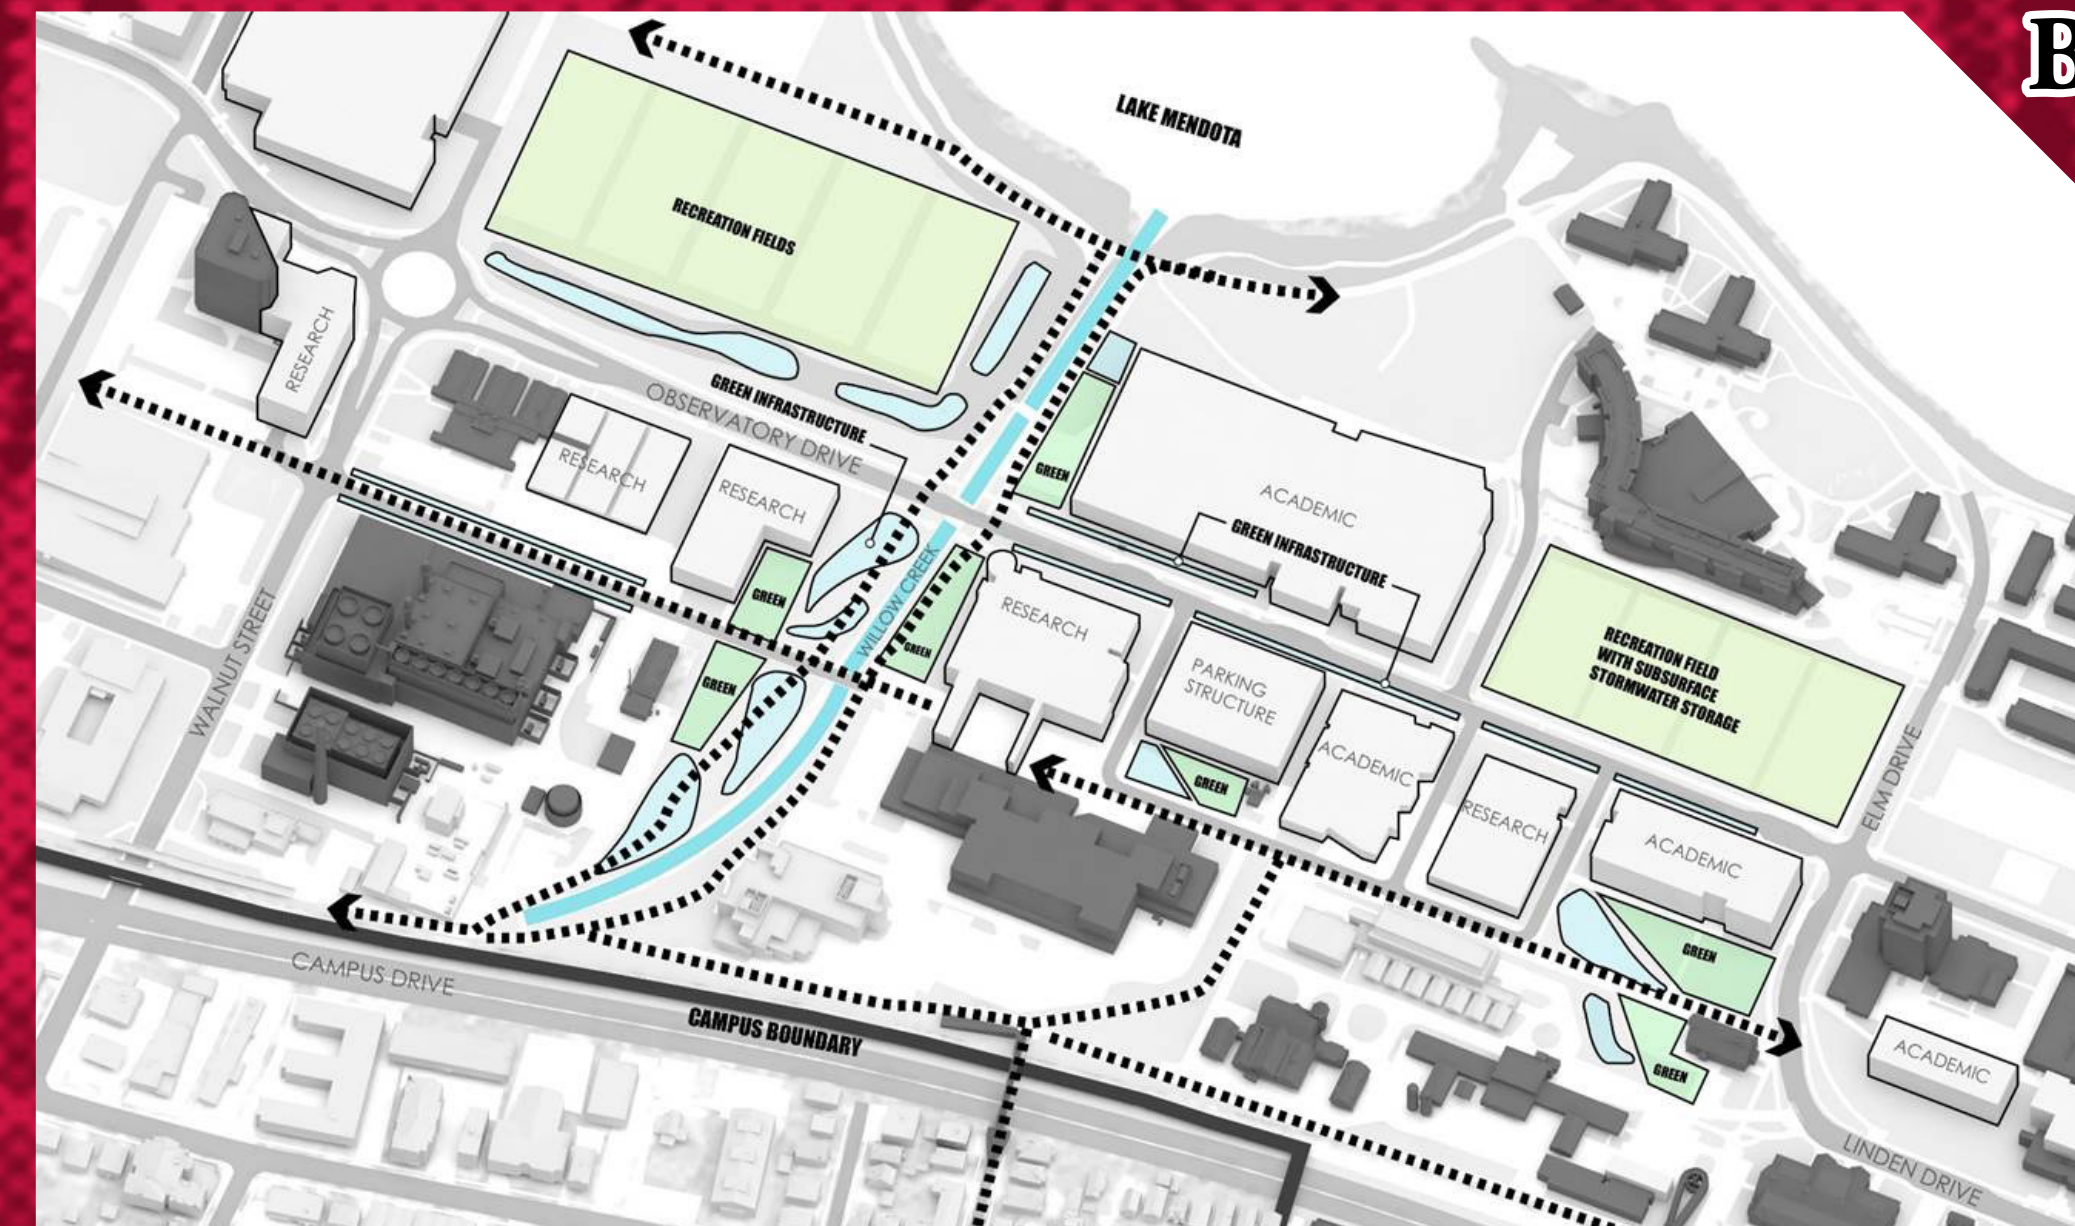 B
LAKE MENDOTA
RECREATION FIELDS
RESEARCH
GREEN INFRASTRUCTURE
OBSERVATORY DRIVE
RESEARCH
RESEARCH
GREEN
ACADEMIC
GREEN INFRASTRUCTURE
GREEN
WILLOW CREEK
GREEN
RESEARCH
GREEN
WALNUT STREET
PARKING
STRUCTURE
RECREATION FIELD
WITH SUBSURFACE
STORMWATER STORAGE
GREEN
ACADEMIC
RESEARCH
ACADEMIC
ELM DRIVE
GREEN
CAMPUS DRIVE
CAMPUS BOUNDARY
GREEN
ACADEMIC
LINDEN DRIVE